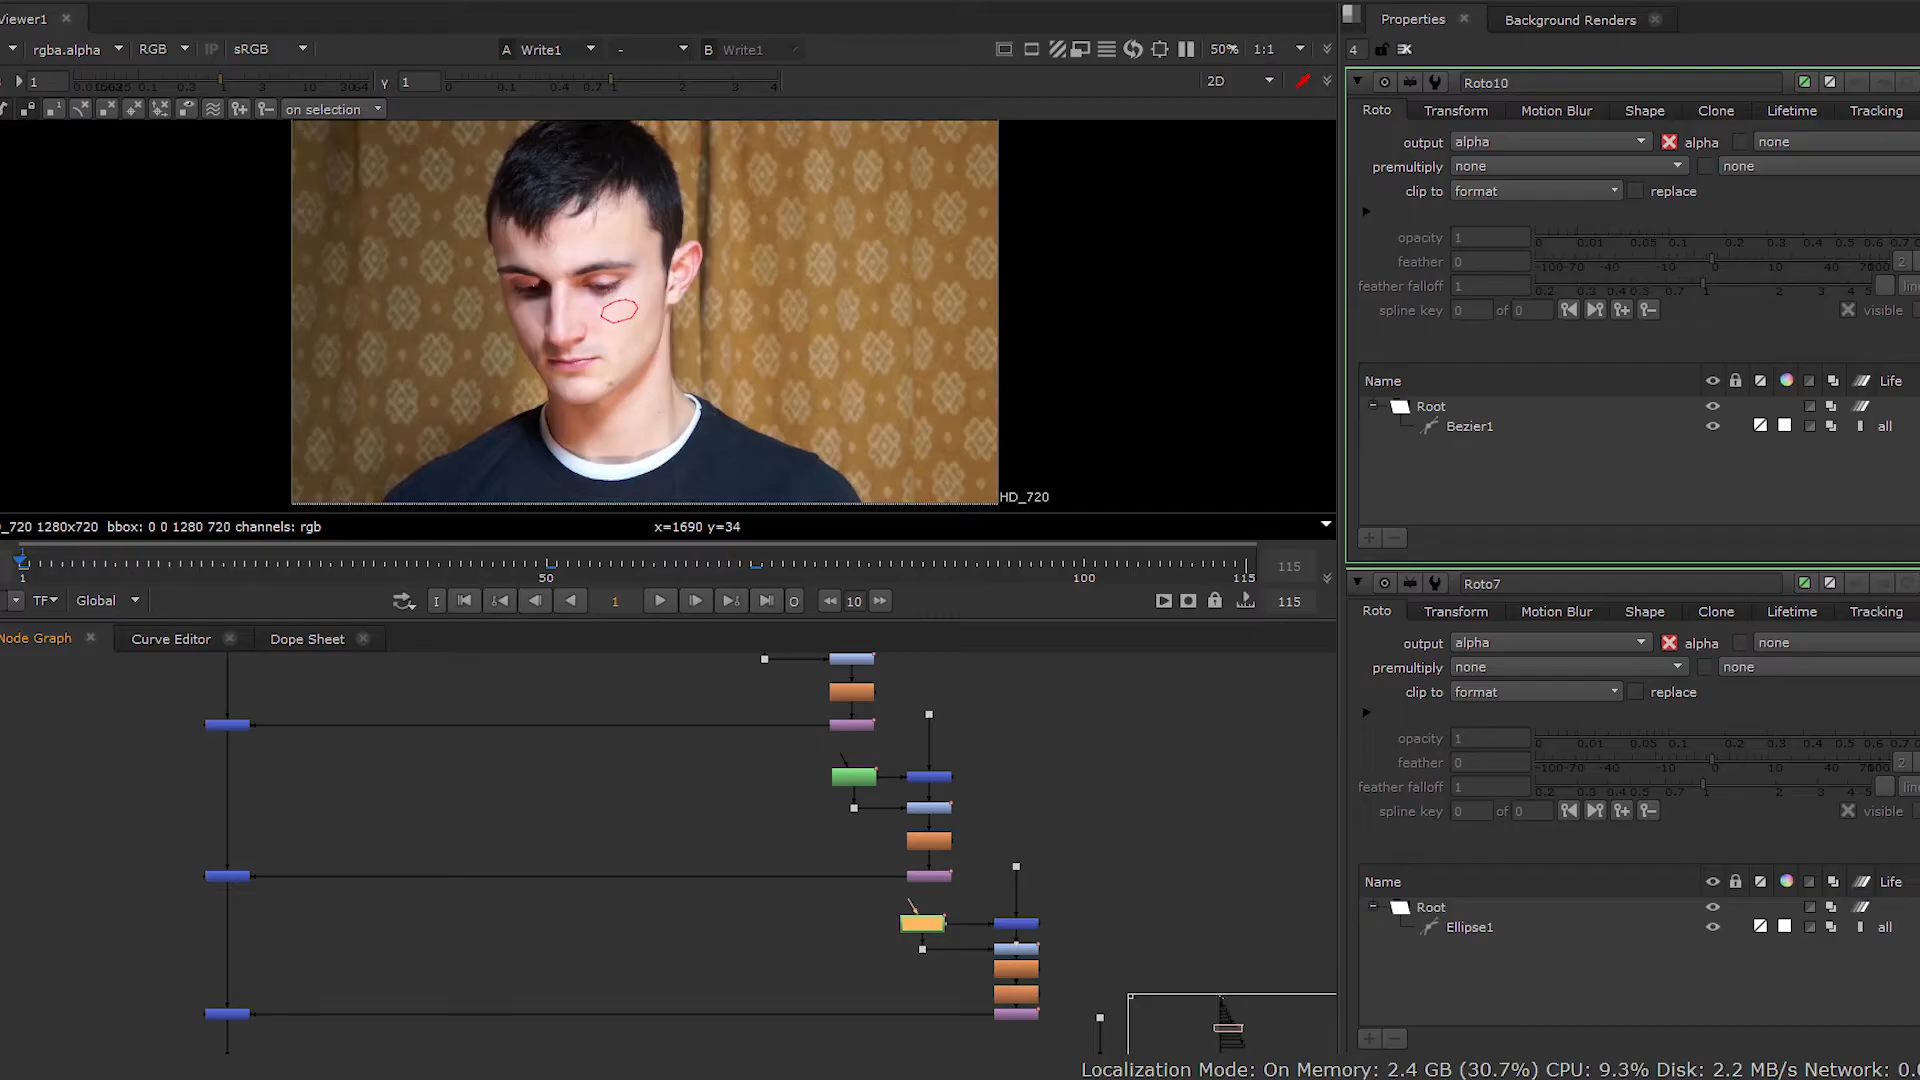 Viewer1
Properties
Background Renders
rgba.alpha
RGB
IP
sRGB
A Write1
-
B Write1
50%
1:1
4
1
y
1
2D
on selection
Roto10
Roto Transform Motion Blur Shape Clone Lifetime Tracking
output alpha alpha none
premultiply none none
clip to format replace
opacity 1
feather 0
feather falloff 1
spline key 0 of 0 visible
Name Life
Root
Bezier1 all
HD_720
_720 1280x720 bbox: 0 0 1280 720 channels: rgb
x=1690 y=34
1 50 100 115
115
TF Global
I
1
O
10
115
Node Graph
Curve Editor
Dope Sheet
Roto7
Roto Transform Motion Blur Shape Clone Lifetime Tracking
output alpha alpha none
premultiply none none
clip to format replace
opacity 1
feather 0
feather falloff 1
spline key 0 of 0 visible
Name Life
Root
Ellipse1 all
Localization Mode: On Memory: 2.4 GB (30.7%) CPU: 9.3% Disk: 2.2 MB/s Network: 0.